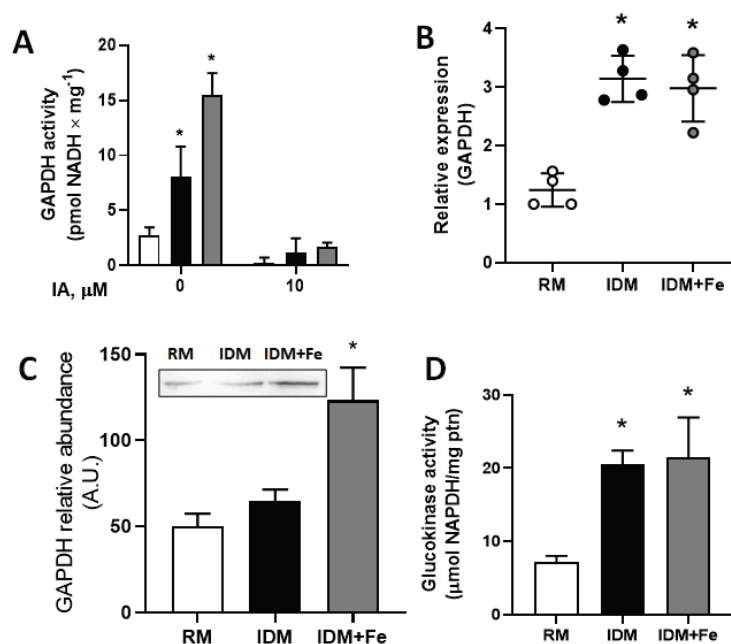 A
GAPDH activity
(pmol NADH × mg-1)
20
15
10
5
0
*
*
0
10
IA, μM
B
Relative expression
(GAPDH)
4
3
2
1
0
*
*
RM
IDM
IDM+Fe
C
GAPDH relative abundance
(A.U.)
150
100
50
0
RM
IDM
IDM+Fe
*
RM
IDM
IDM+Fe
D
Glucokinase activity
(μmol NAPDH/mg ptn)
30
20
10
0
*
*
RM
IDM
IDM+Fe